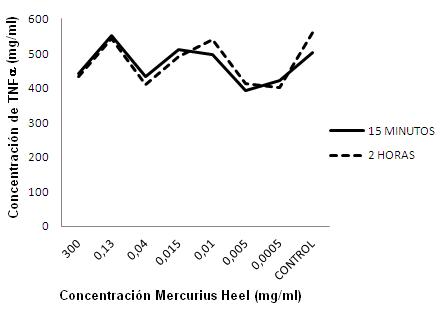 Concentración de TNFα (mg/ml)
600
500
400
300
200
100
0
300
0,13
0,04
0,015
0,01
0,005
0,0005
CONTROL
Concentración Mercurius Heel (mg/ml)
15 MINUTOS
2 HORAS